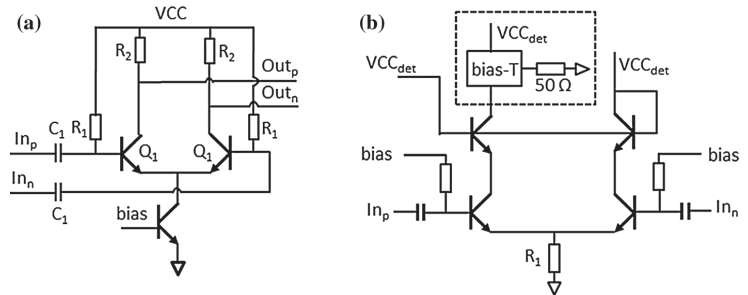 (a)
VCC
R2
R2
Outp
Outn
C1
R1
R1
Inp
Q1
Q1
Inn
C1
bias
(b)
VCCdet
VCCdet
bias-T
50 Ω
VCCdet
bias
bias
Inp
Inn
R1